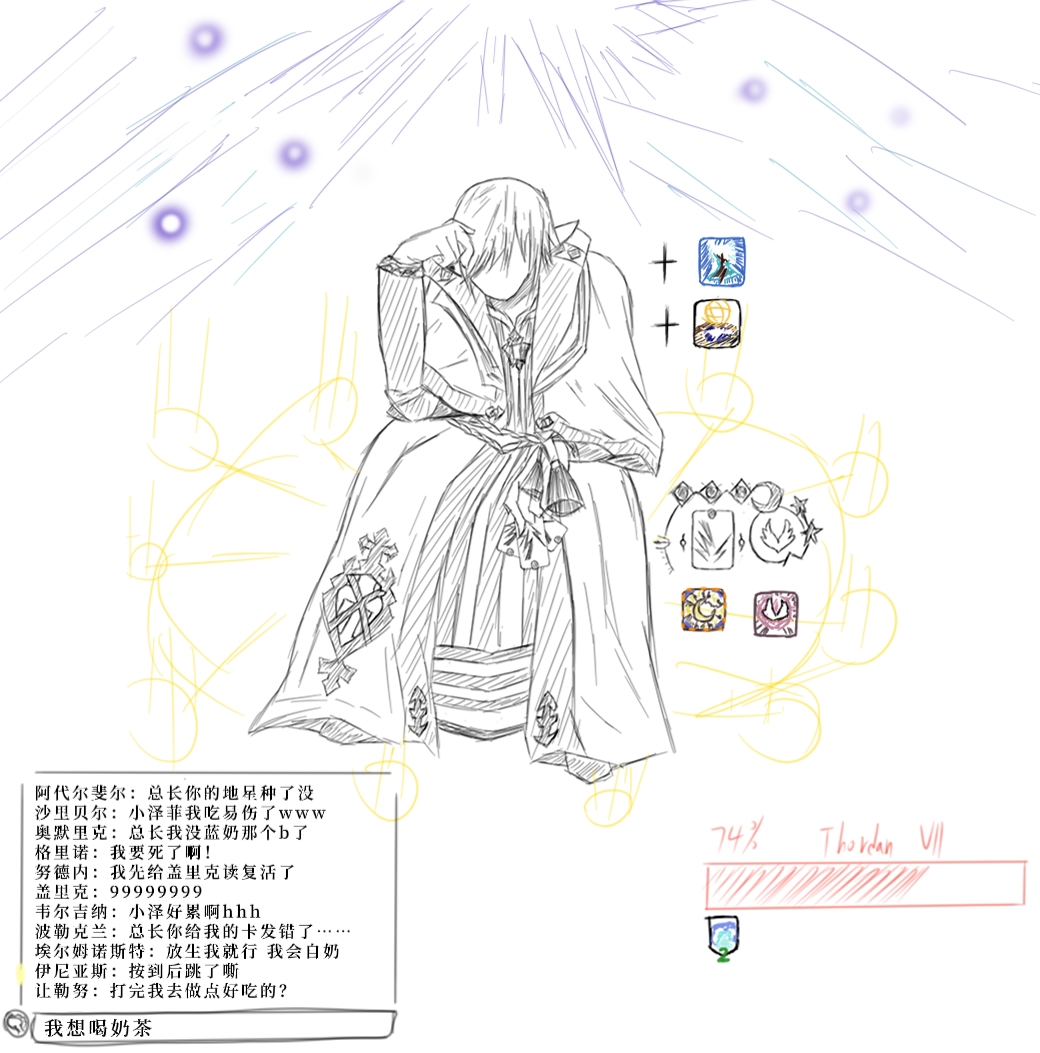 74% Thordan VII
2
阿代尔斐尔：总长你的地星种了没
沙里贝尔：小泽菲我吃易伤了www
奥默里克：总长我没蓝奶那个b了
格里诺：我要死了啊！
努德内：我先给盖里克读复活了
盖里克：99999999
韦尔吉纳：小泽好累啊hhh
波勒克兰：总长你给我的卡发错了……
埃尔姆诺斯特：放生我就行 我会自奶
伊尼亚斯：按到后跳了嘶
让勒努：打完我去做点好吃的？
我想喝奶茶